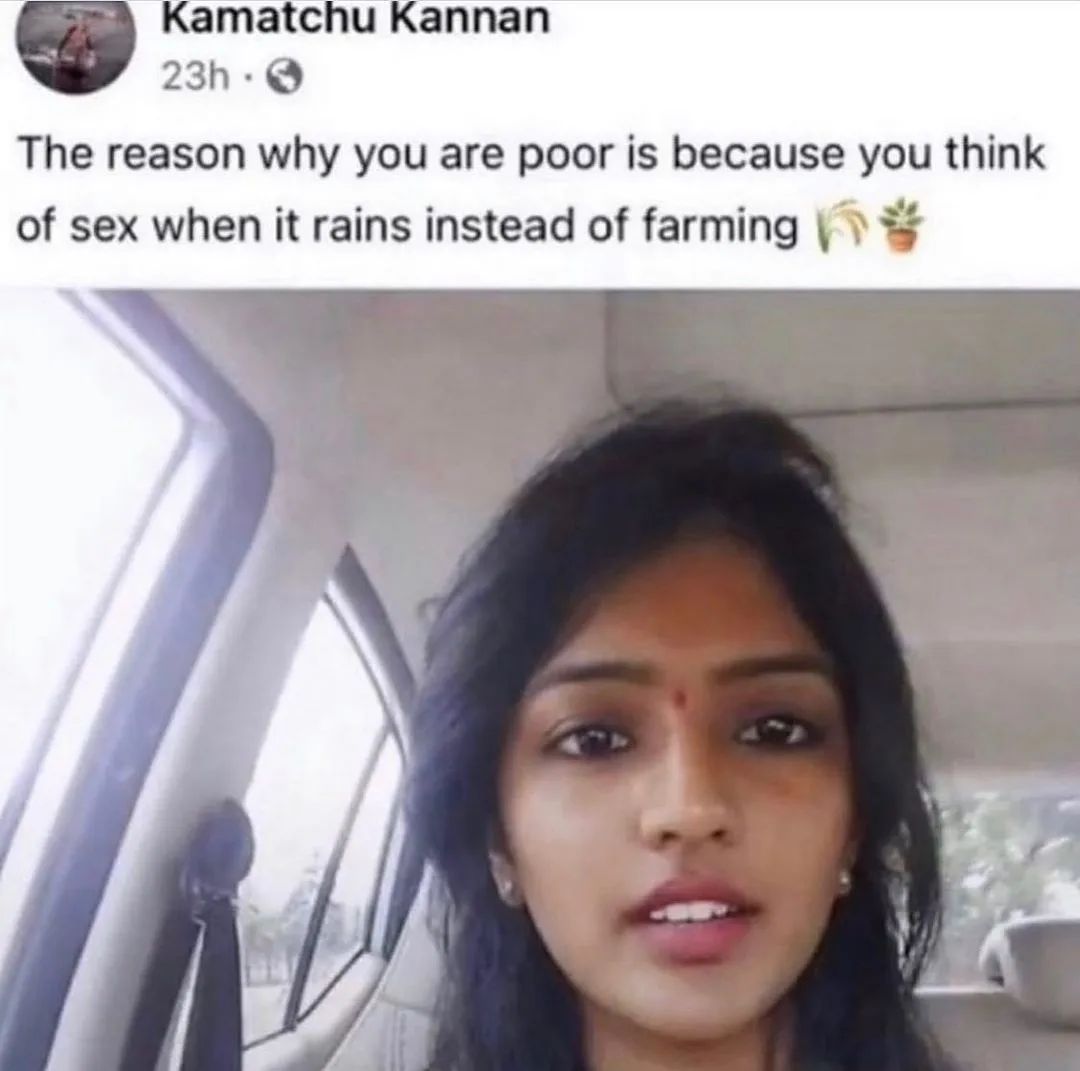 Kamatchu Kannan
23h ·
The reason why you are poor is because you think
of sex when it rains instead of farming 🌾🪴